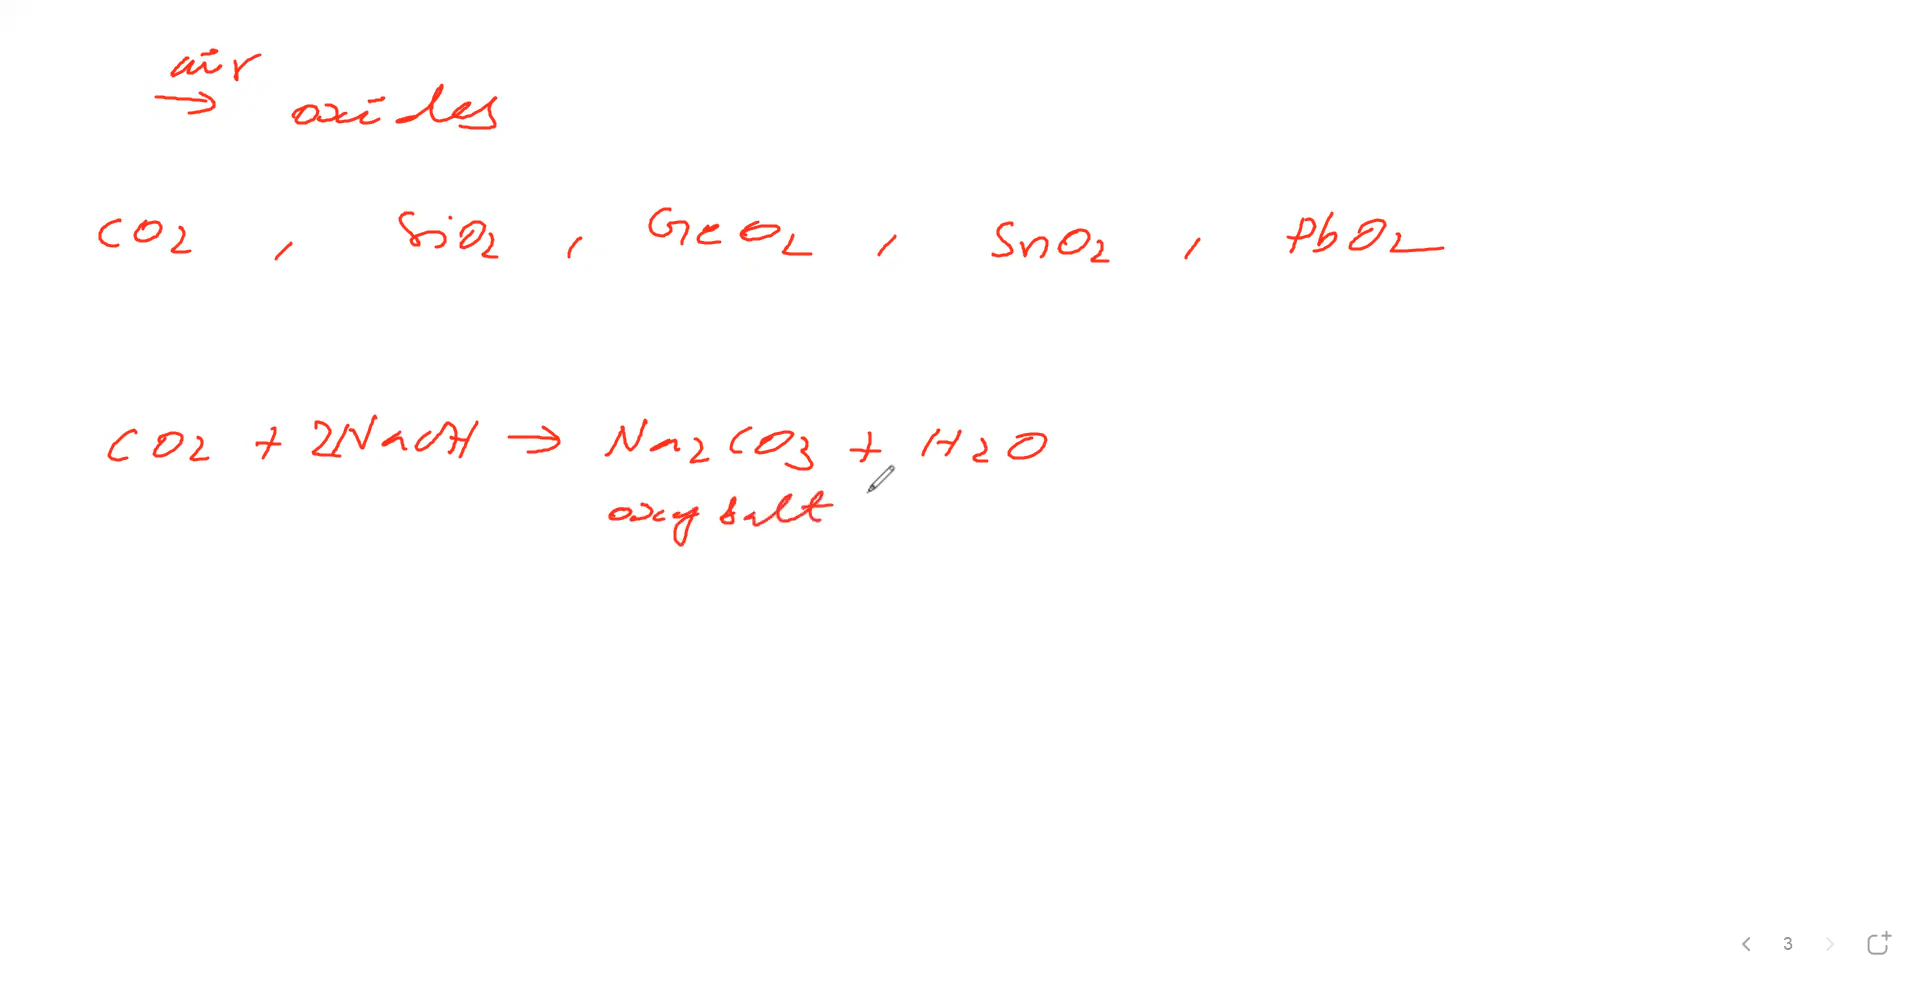 air
→ oxides
CO2 , SiO2 , GeO2 , SnO2 , PbO2
CO2 + 2NaOH → Na2CO3 + H2O
oxy salt
3